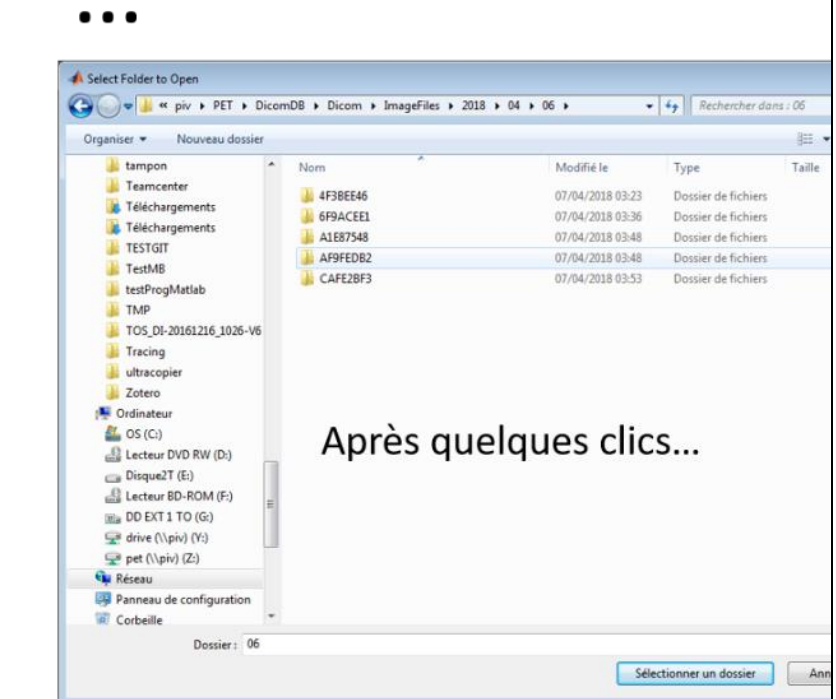 ...
Select Folder to Open
« piv ▸ PET ▸ DicomDB ▸ Dicom ▸ ImageFiles ▸ 2018 ▸ 04 ▸ 06 ▸
Rechercher dans : 06
Organiser
Nouveau dossier
tampon
Teamcenter
Téléchargements
Téléchargements
TESTGIT
TestMB
testProgMatlab
TMP
TOS_DI-20161216_1026-V6
Tracing
ultracopier
Zotero
Ordinateur
OS (C:)
Lecteur DVD RW (D:)
Disque2T (E:)
Lecteur BD-ROM (F:)
DD EXT 1 TO (G:)
drive (\\piv) (Y:)
pet (\\piv) (Z:)
Réseau
Panneau de configuration
Corbeille
Nom Modifié le Type Taille
4F3BEE46 07/04/2018 03:23 Dossier de fichiers
6F9ACEE1 07/04/2018 03:36 Dossier de fichiers
A1E87548 07/04/2018 03:48 Dossier de fichiers
AF9FEDB2 07/04/2018 03:48 Dossier de fichiers
CAFE2BF3 07/04/2018 03:53 Dossier de fichiers
Après quelques clics...
Dossier : 06
Sélectionner un dossier
Ann